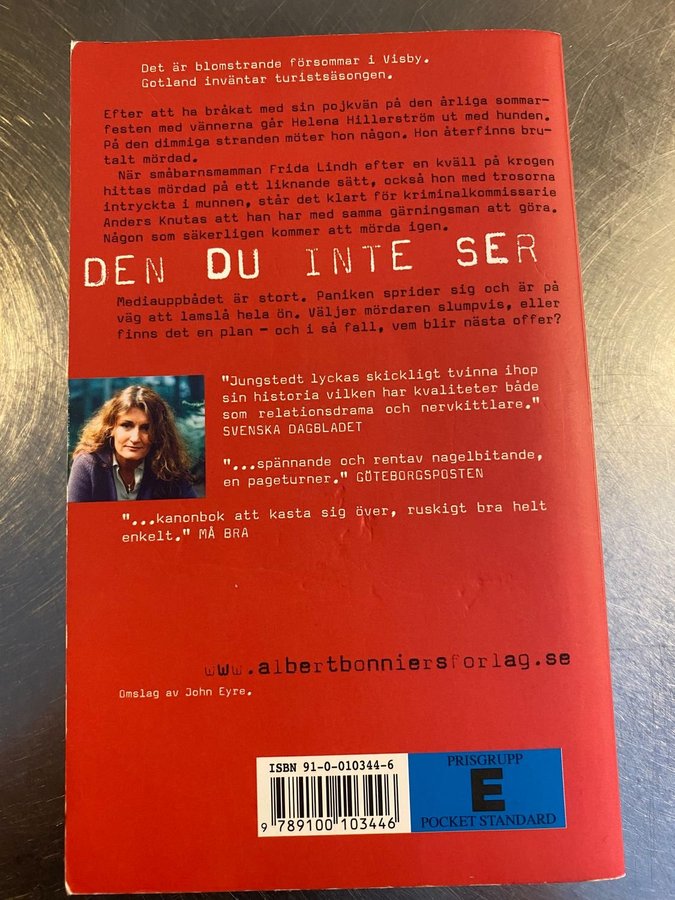 Det är blomstrande försommar i Visby.
Gotland inväntar turistsäsongen.
Efter att ha bråkat med sin pojkvän på den årliga sommar-
festen med vännerna går Helena Hillerström ut med hunden.
På den dimmiga stranden möter hon någon. Hon återfinns bru-
talt mördad.
När småbarnsmamman Frida Lindh efter en kväll på krogen
hittas mördad på ett liknande sätt, också hon med trosorna
intryckta i munnen, står det klart för kriminalkommissarie
Anders Knutas att han har med samma gärningsman att göra.
Någon som säkerligen kommer att mörda igen.
DEN DU INTE SER
Mediauppbådet är stort. Paniken sprider sig och är på
väg att lamslå hela ön. Väljer mördaren slumpvis, eller
finns det en plan – och i så fall, vem blir nästa offer?
"Jungstedt lyckas skickligt tvinna ihop
sin historia vilken har kvaliteter både
som relationsdrama och nervkittlare."
SVENSKA DAGBLADET
"...spännande och rentav nagelbitande,
en pageturner." GÖTEBORGSPOSTEN
"...kanonbok att kasta sig över, ruskigt bra helt
enkelt." MÅ BRA
www.albertbonniersforlag.se
Omslag av John Eyre.
ISBN 91-0-010344-6
9 789100 103446
PRISGRUPP
E
POCKET STANDARD